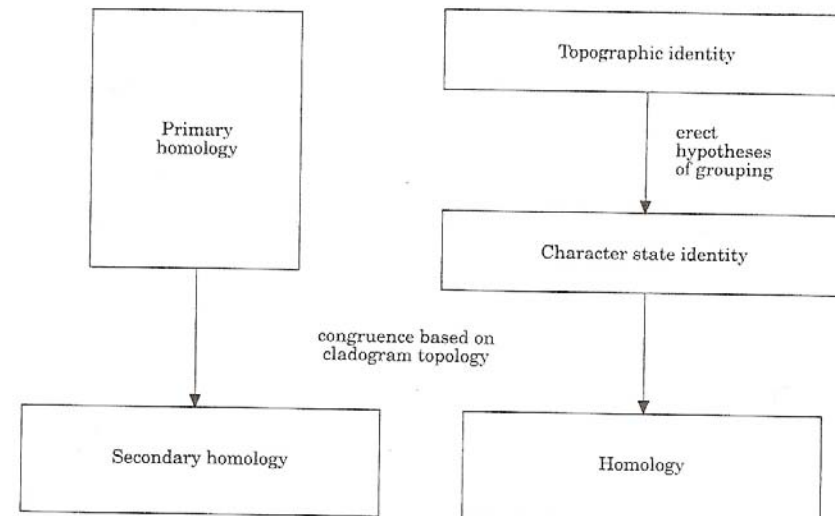 Topographic identity
Primary
homology
erect
hypotheses
of grouping
Character state identity
congruence based on
cladogram topology
Secondary homology
Homology